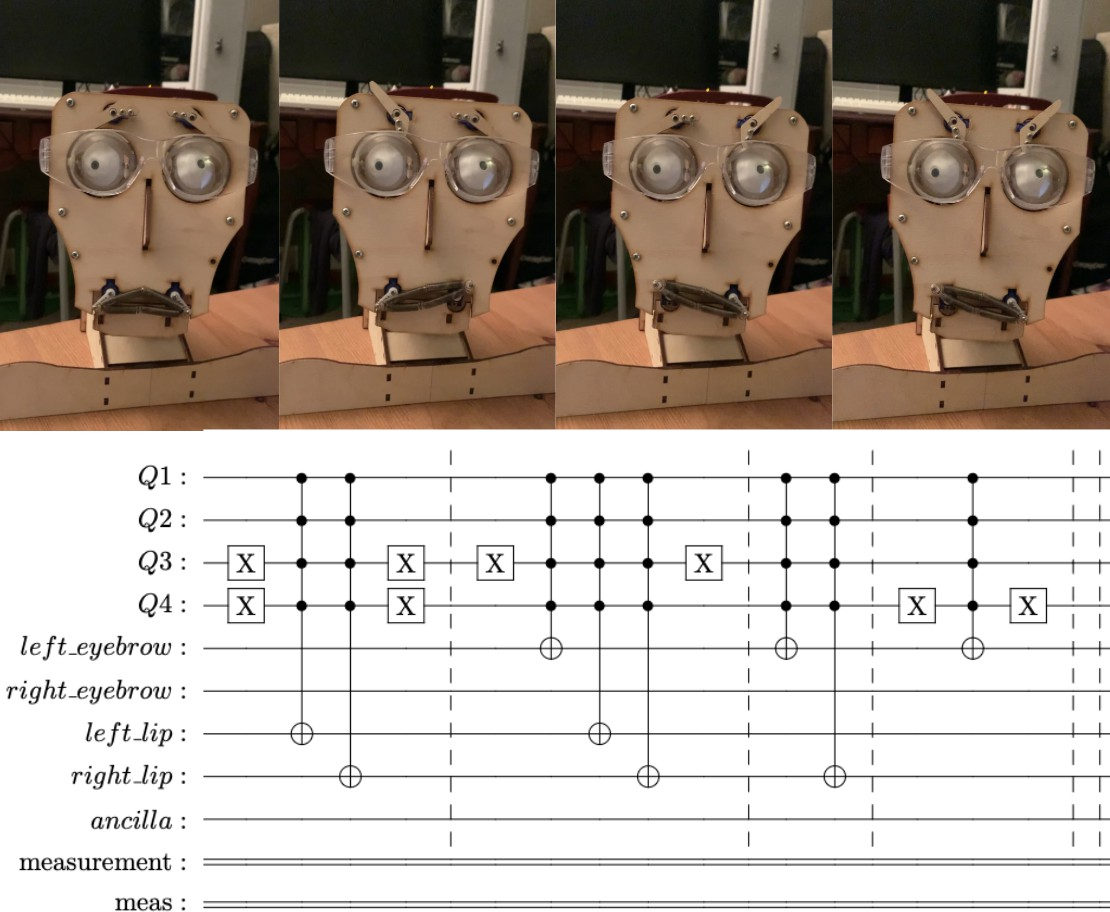 Q1 :
Q2 :
Q3 : X X X X
Q4 : X X X X
left_eyebrow :
right_eyebrow :
left_lip :
right_lip :
ancilla :
measurement :
meas :